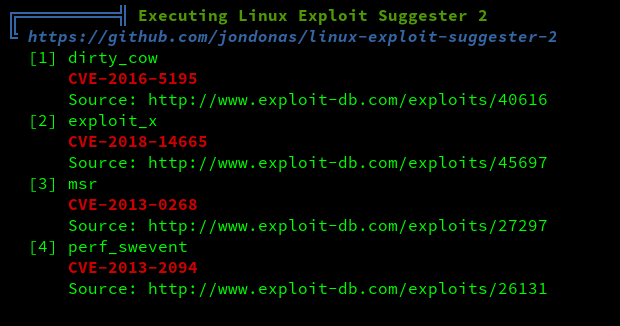 Executing Linux Exploit Suggester 2
https://github.com/jondonas/linux-exploit-suggester-2
[1] dirty_cow
CVE-2016-5195
Source: http://www.exploit-db.com/exploits/40616
[2] exploit_x
CVE-2018-14665
Source: http://www.exploit-db.com/exploits/45697
[3] msr
CVE-2013-0268
Source: http://www.exploit-db.com/exploits/27297
[4] perf_swevent
CVE-2013-2094
Source: http://www.exploit-db.com/exploits/26131